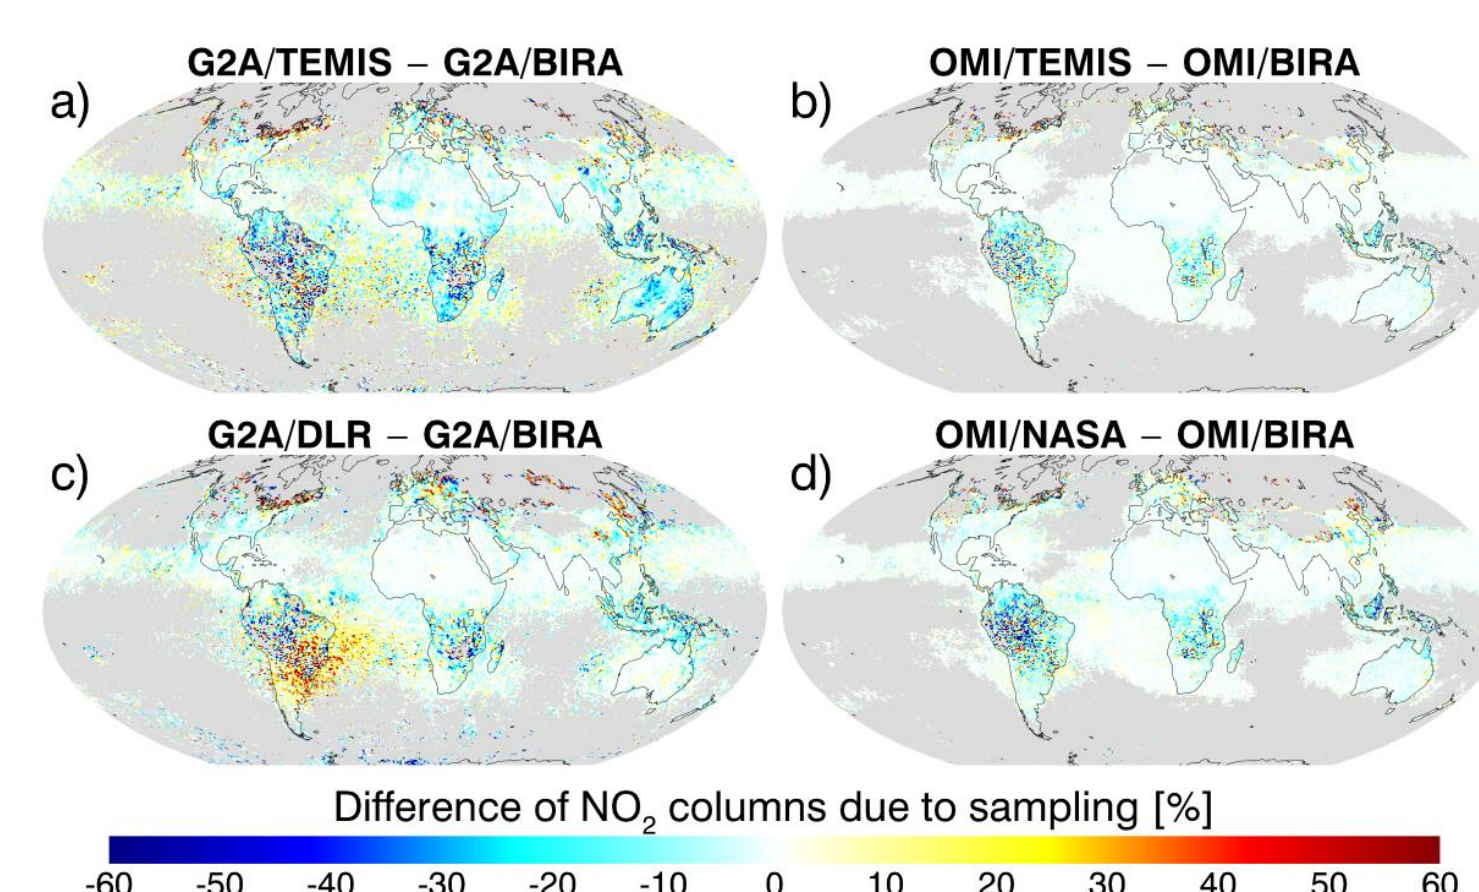 G2A/TEMIS – G2A/BIRA
OMI/TEMIS – OMI/BIRA
a)
b)
G2A/DLR – G2A/BIRA
OMI/NASA – OMI/BIRA
c)
d)
Difference of NO₂ columns due to sampling [%]
-60 -50 -40 -30 -20 -10 0 10 20 30 40 50 60